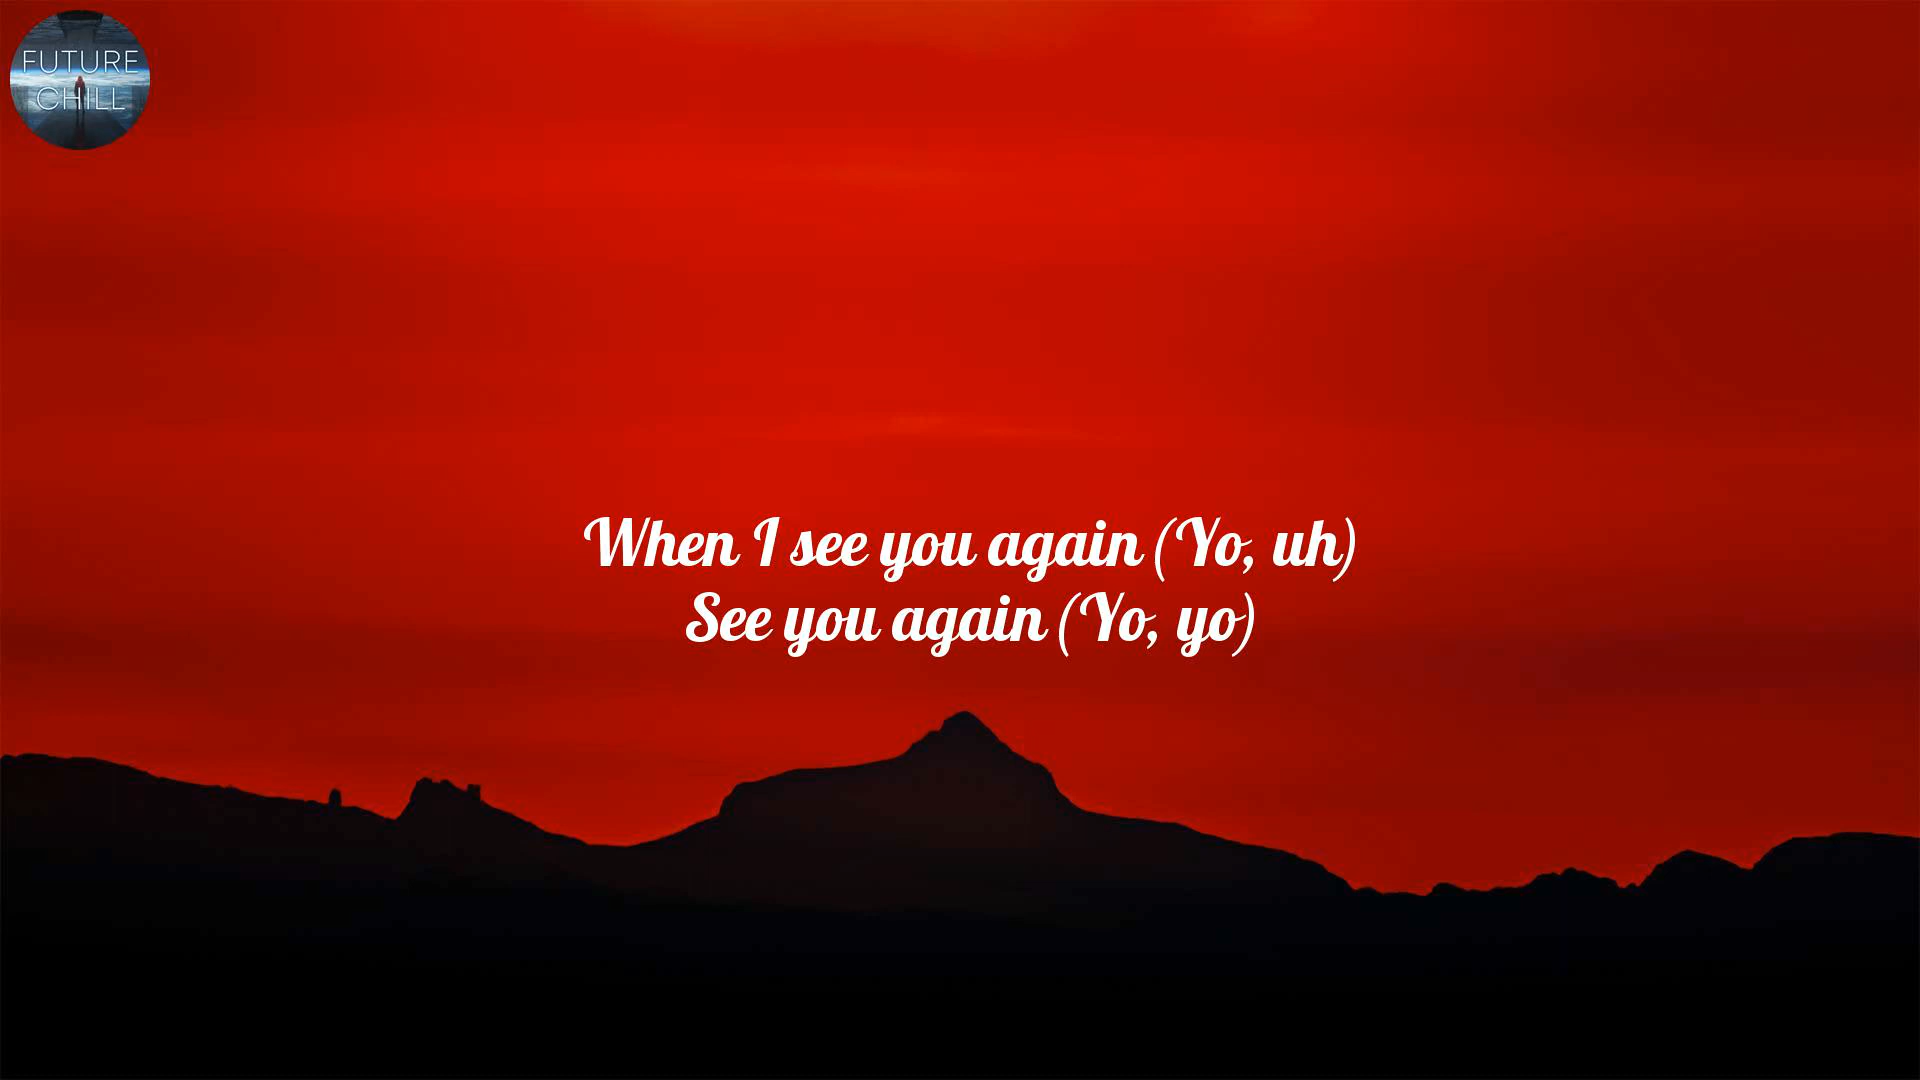 FUTURE
CHILL
When I see you again (Yo, uh)
See you again (Yo, yo)